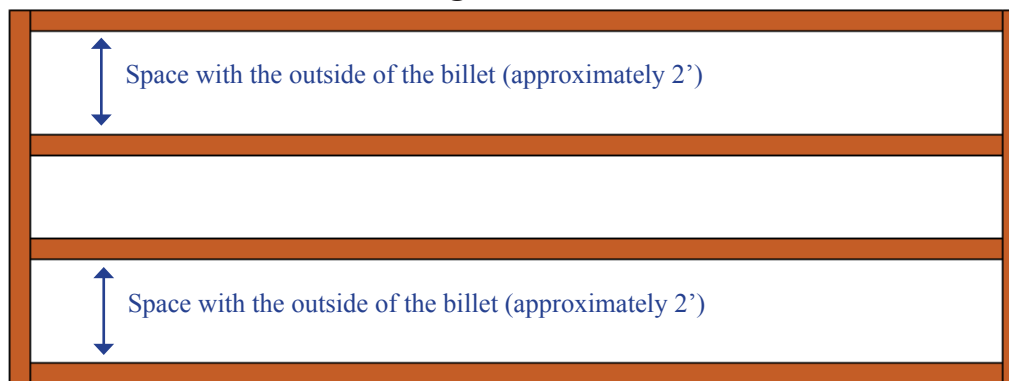 Space with the outside of the billet (approximately 2’)
Space with the outside of the billet (approximately 2’)